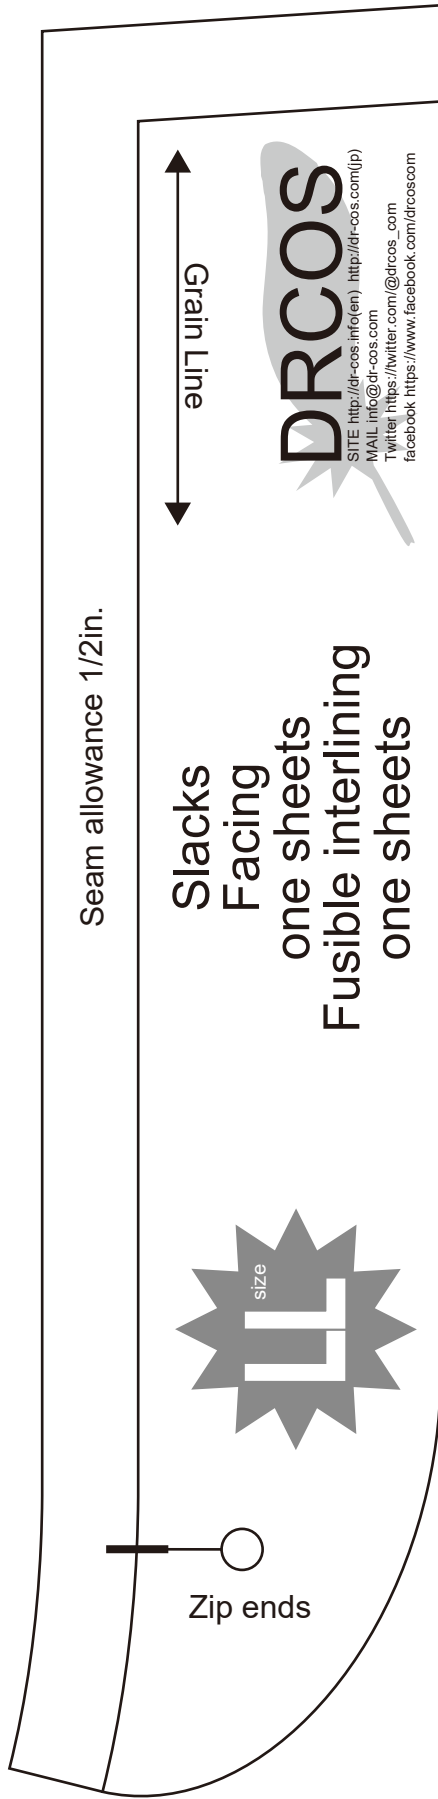 DRCOS
SITE http://dr-cos.info(en)  http://dr-cos.com(jp)
MAIL info@dr-cos.com
Twitter https://twitter.com/@drcos_com
facebook https://www.facebook.com/drcoscom
Grain Line
Seam allowance 1/2in.
Slacks
Facing
one sheets
Fusible interlining
one sheets
size
LL
Zip ends